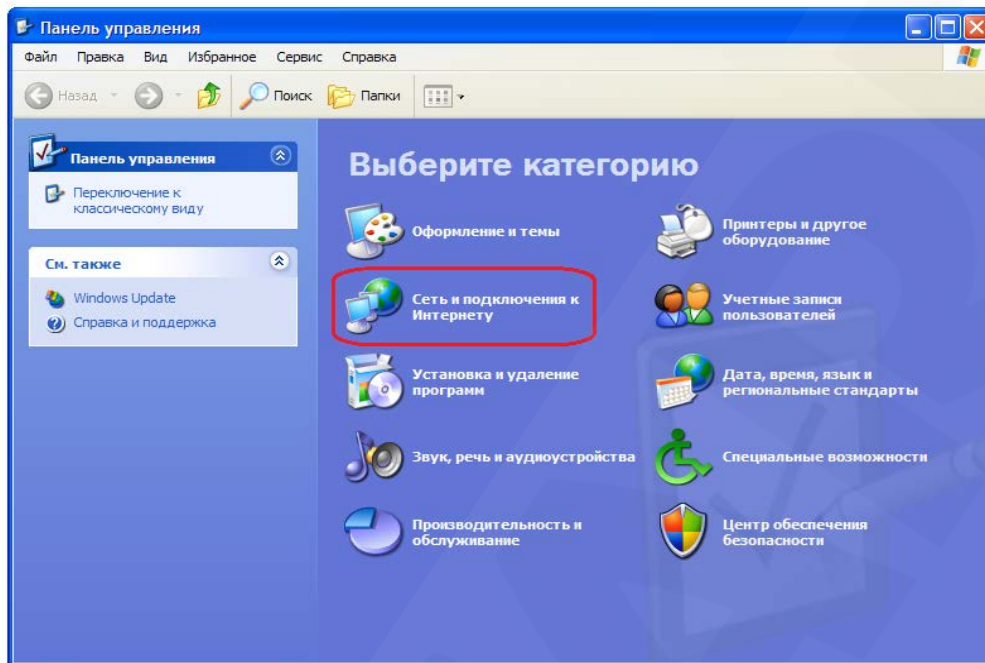 Панель управления
Файл Правка Вид Избранное Сервис Справка
Назад Поиск Папки
Панель управления
Переключение к
классическому виду
См. также
Windows Update
Справка и поддержка
Выберите категорию
Оформление и темы
Принтеры и другое
оборудование
Сеть и подключения к
Интернету
Учетные записи
пользователей
Установка и удаление
программ
Дата, время, язык и
региональные стандарты
Звук, речь и аудиоустройства
Специальные возможности
Производительность и
обслуживание
Центр обеспечения
безопасности